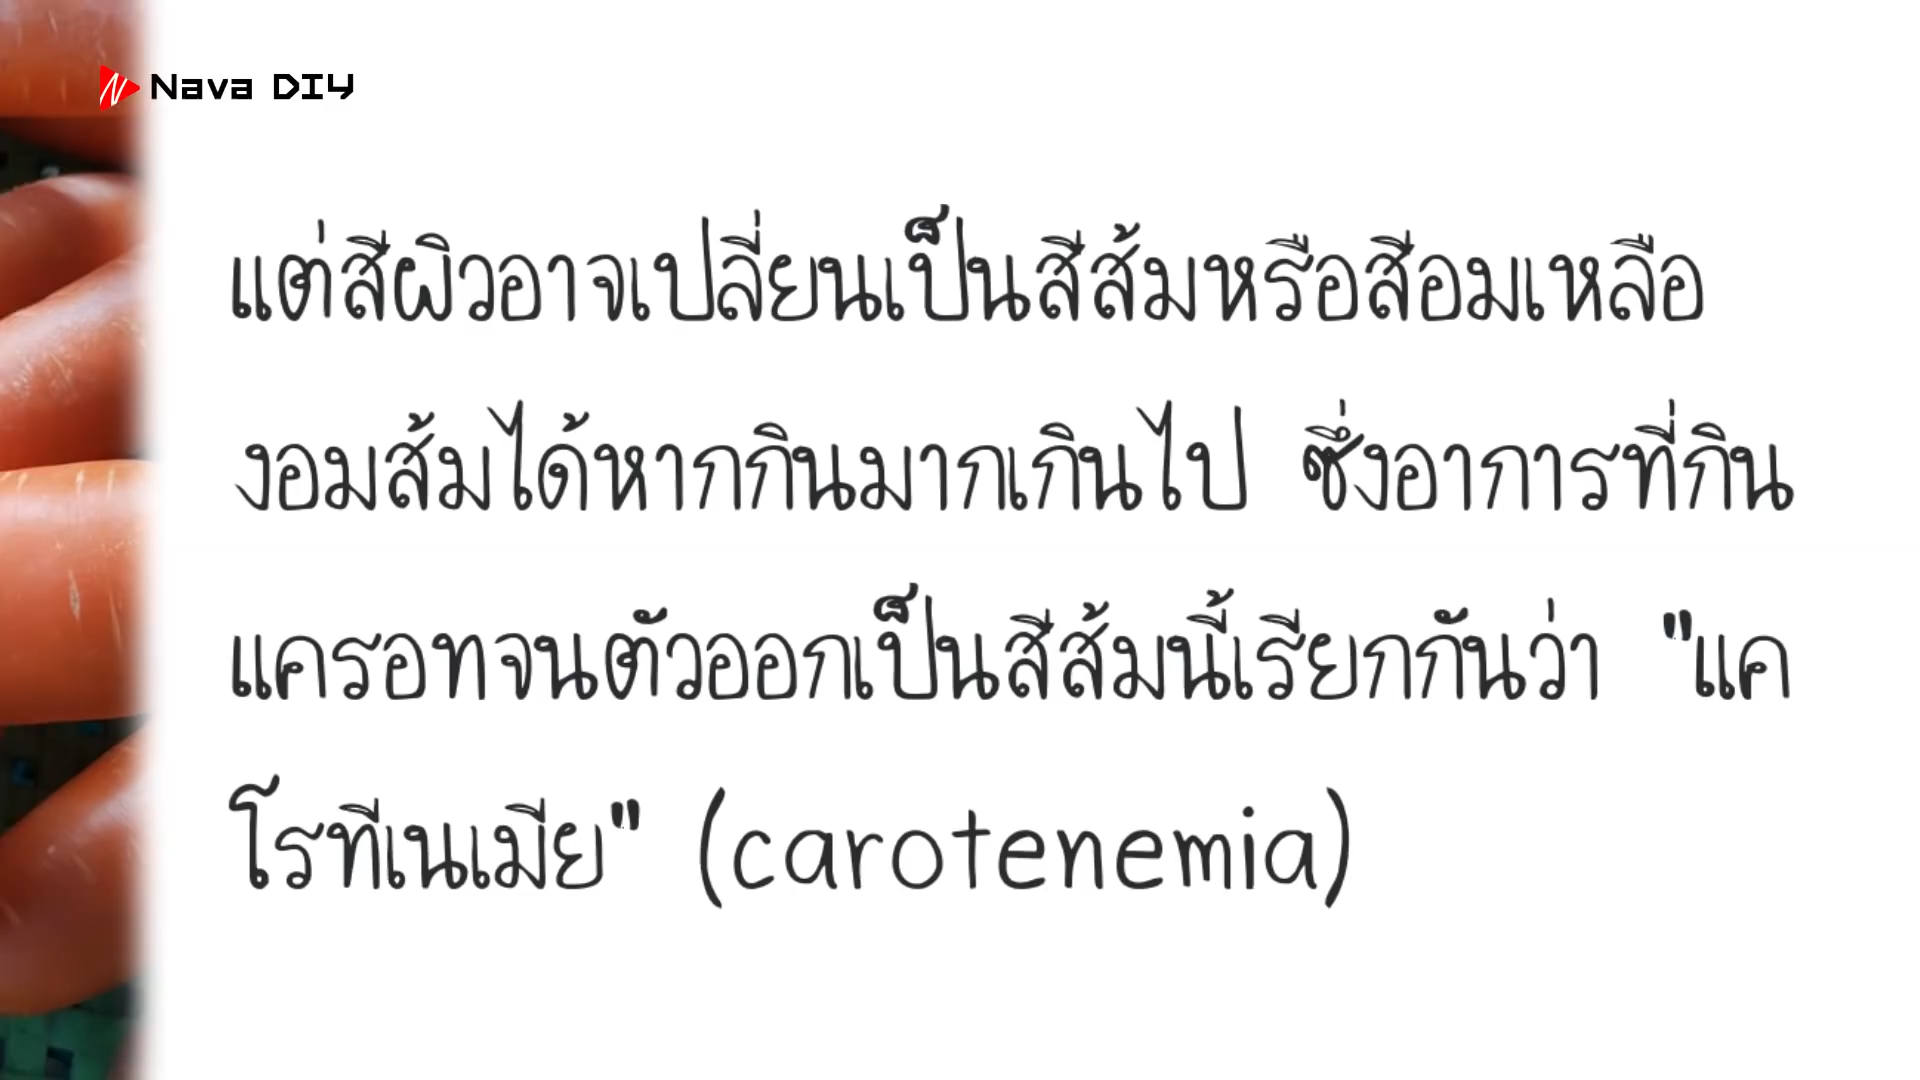 Nava DIY
แต่สีผิวอาจเปลี่ยนเป็นสีส้มหรือสีอมเหลือ
งอมส้มได้หากกินมากเกินไป ซึ่งอาการที่กิน
แครอทจนตัวออกเป็นสีส้มนี้เรียกกันว่า "แค
โรทีเนเมีย" (carotenemia)